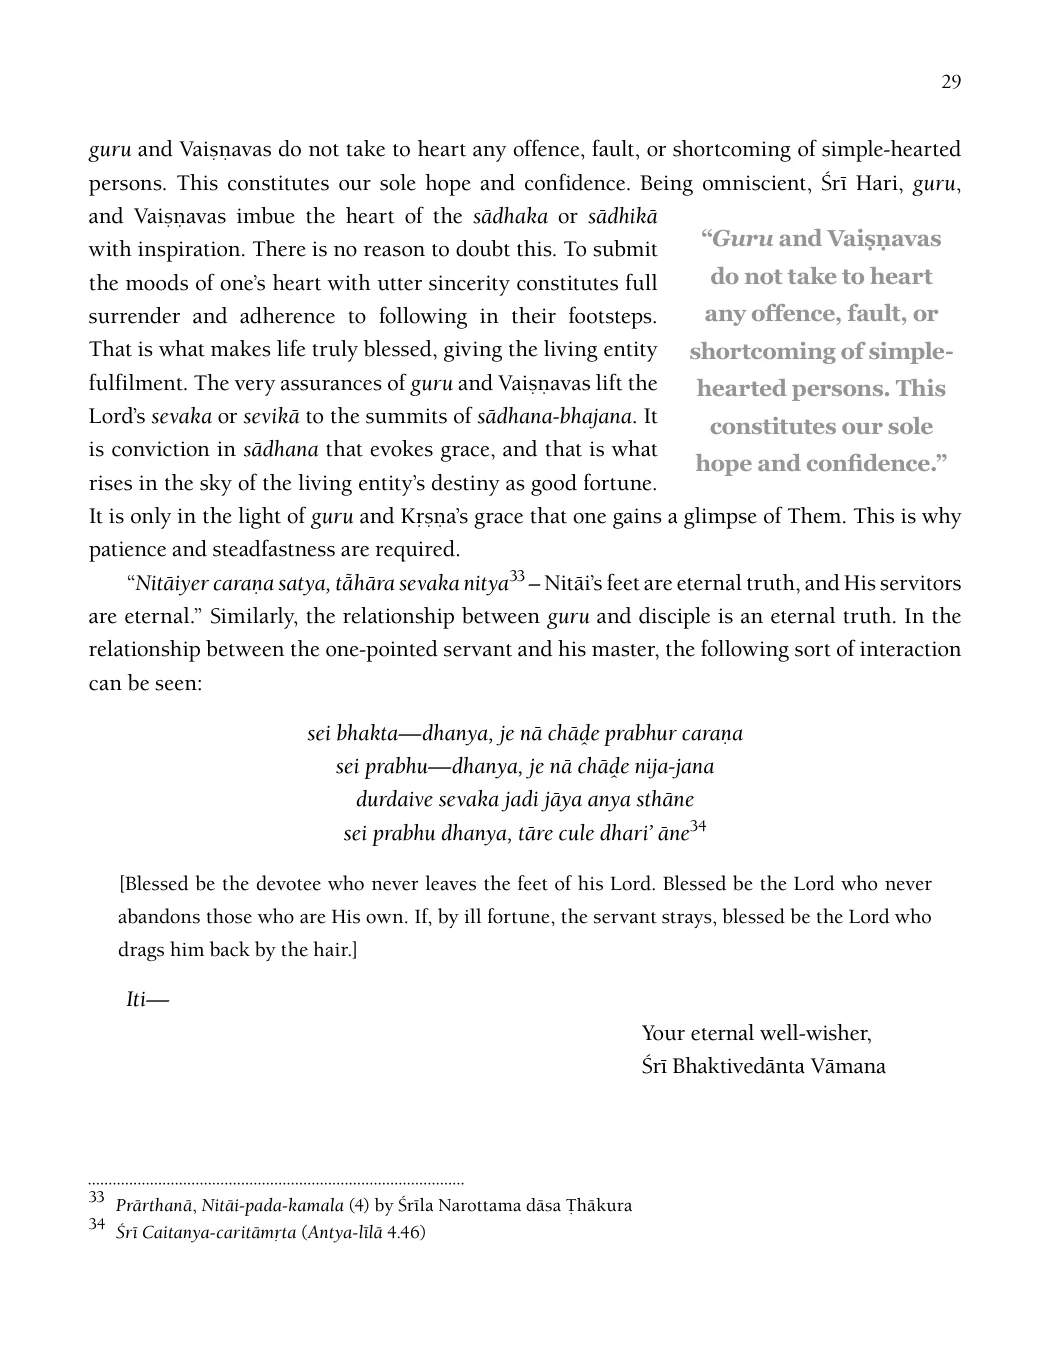 29
guru and Vaiṣṇavas do not take to heart any offence, fault, or shortcoming of simple-hearted
persons. This constitutes our sole hope and confidence. Being omniscient, Śrī Hari, guru,
and Vaiṣṇavas imbue the heart of the sādhaka or sādhikā
with inspiration. There is no reason to doubt this. To submit
the moods of one’s heart with utter sincerity constitutes full
surrender and adherence to following in their footsteps.
That is what makes life truly blessed, giving the living entity
fulfilment. The very assurances of guru and Vaiṣṇavas lift the
Lord’s sevaka or sevikā to the summits of sādhana-bhajana. It
is conviction in sādhana that evokes grace, and that is what
rises in the sky of the living entity’s destiny as good fortune.
“Guru and Vaiṣṇavas
do not take to heart
any offence, fault, or
shortcoming of simple-
hearted persons. This
constitutes our sole
hope and confidence.”
It is only in the light of guru and Kṛṣṇa’s grace that one gains a glimpse of Them. This is why
patience and steadfastness are required.
“Nitāiyer caraṇa satya, tā̃hāra sevaka nitya33 – Nitāi’s feet are eternal truth, and His servitors
are eternal.” Similarly, the relationship between guru and disciple is an eternal truth. In the
relationship between the one-pointed servant and his master, the following sort of interaction
can be seen:
sei bhakta—dhanya, je nā chāḓe prabhur caraṇa
sei prabhu—dhanya, je nā chāḓe nija-jana
durdaive sevaka jadi jāya anya sthāne
sei prabhu dhanya, tāre cule dhari’ āne34
[Blessed be the devotee who never leaves the feet of his Lord. Blessed be the Lord who never
abandons those who are His own. If, by ill fortune, the servant strays, blessed be the Lord who
drags him back by the hair.]
Iti—
Your eternal well-wisher,
Śrī Bhaktivedānta Vāmana
33 Prārthanā, Nitāi-pada-kamala (4) by Śrīla Narottama dāsa Ṭhākura
34 Śrī Caitanya-caritāmṛta (Antya-līlā 4.46)